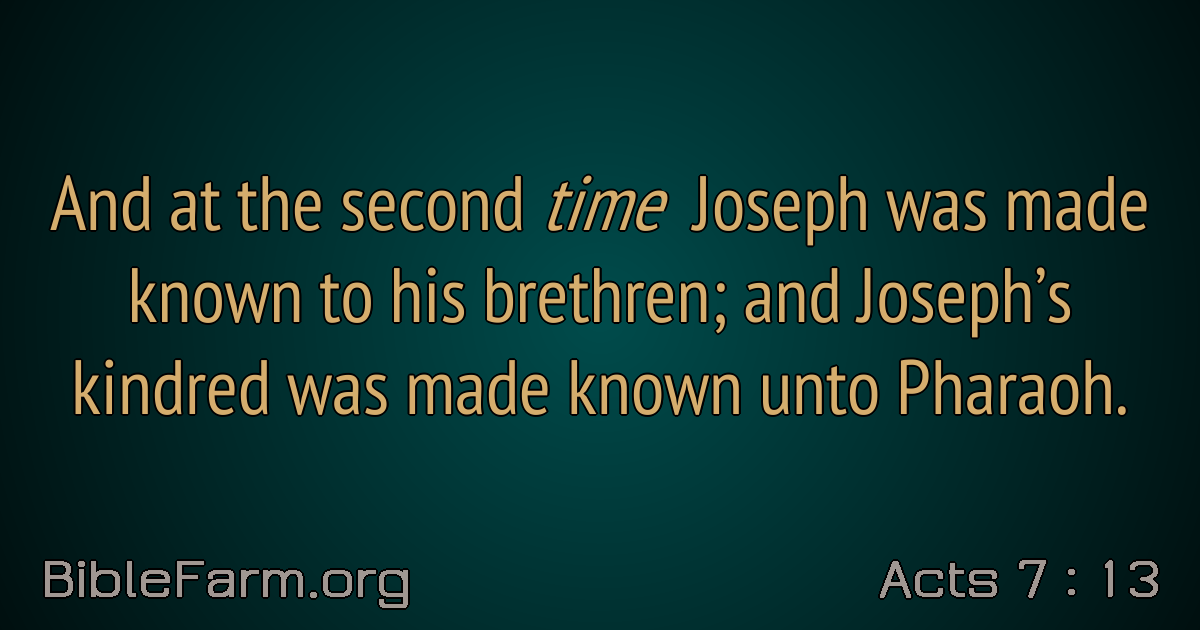 And at the second time Joseph was made
known to his brethren; and Joseph’s
kindred was made known unto Pharaoh.
BibleFarm.org
Acts 7 : 13